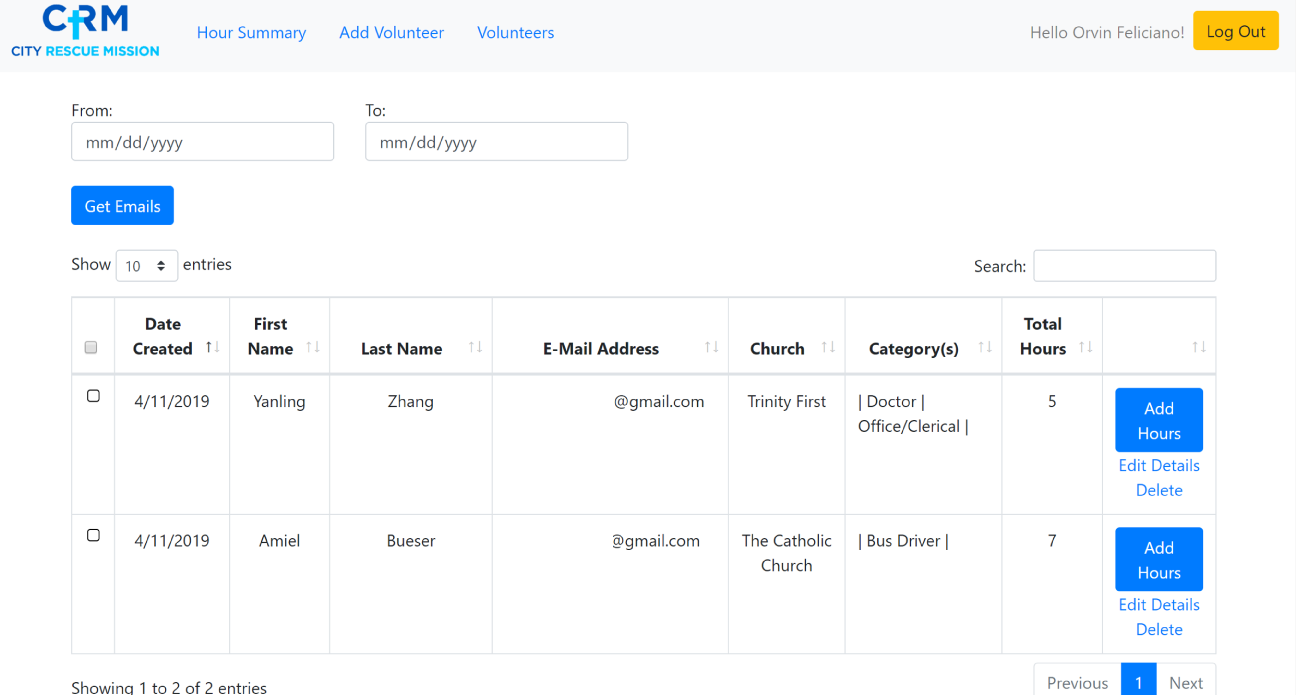 CRM
CITY RESCUE MISSION
Hour Summary
Add Volunteer
Volunteers
Hello Orvin Feliciano!
Log Out
From:
To:
mm/dd/yyyy
mm/dd/yyyy
Get Emails
Show 10 entries
Search:
Date Created
First Name
Last Name
E-Mail Address
Church
Category(s)
Total Hours
4/11/2019
Yanling
Zhang
@gmail.com
Trinity First
| Doctor |
Office/Clerical |
5
Add
Hours
Edit Details
Delete
4/11/2019
Amiel
Bueser
@gmail.com
The Catholic
Church
| Bus Driver |
7
Add
Hours
Edit Details
Delete
Showing 1 to 2 of 2 entries
Previous
1
Next